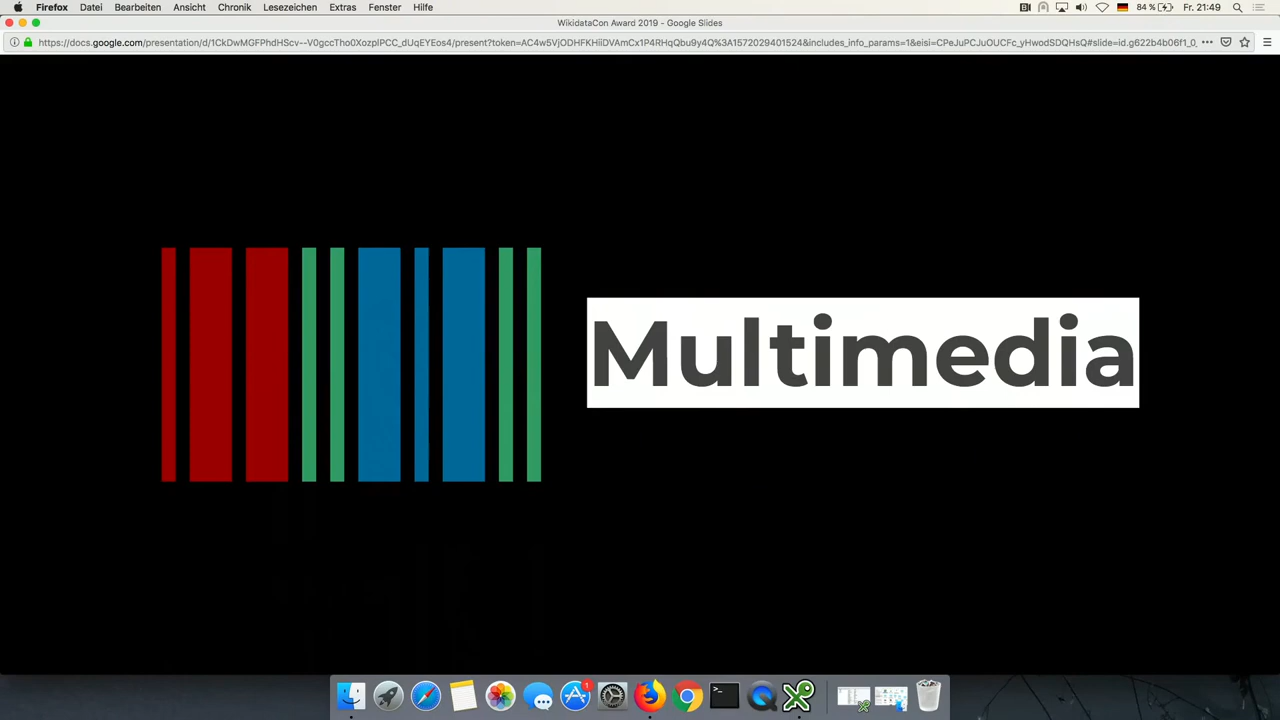 Firefox Datei Bearbeiten Ansicht Chronik Lesezeichen Extras Fenster Hilfe 84 % Fr. 21:49
WikidataCon Award 2019 - Google Slides
Multimedia
1